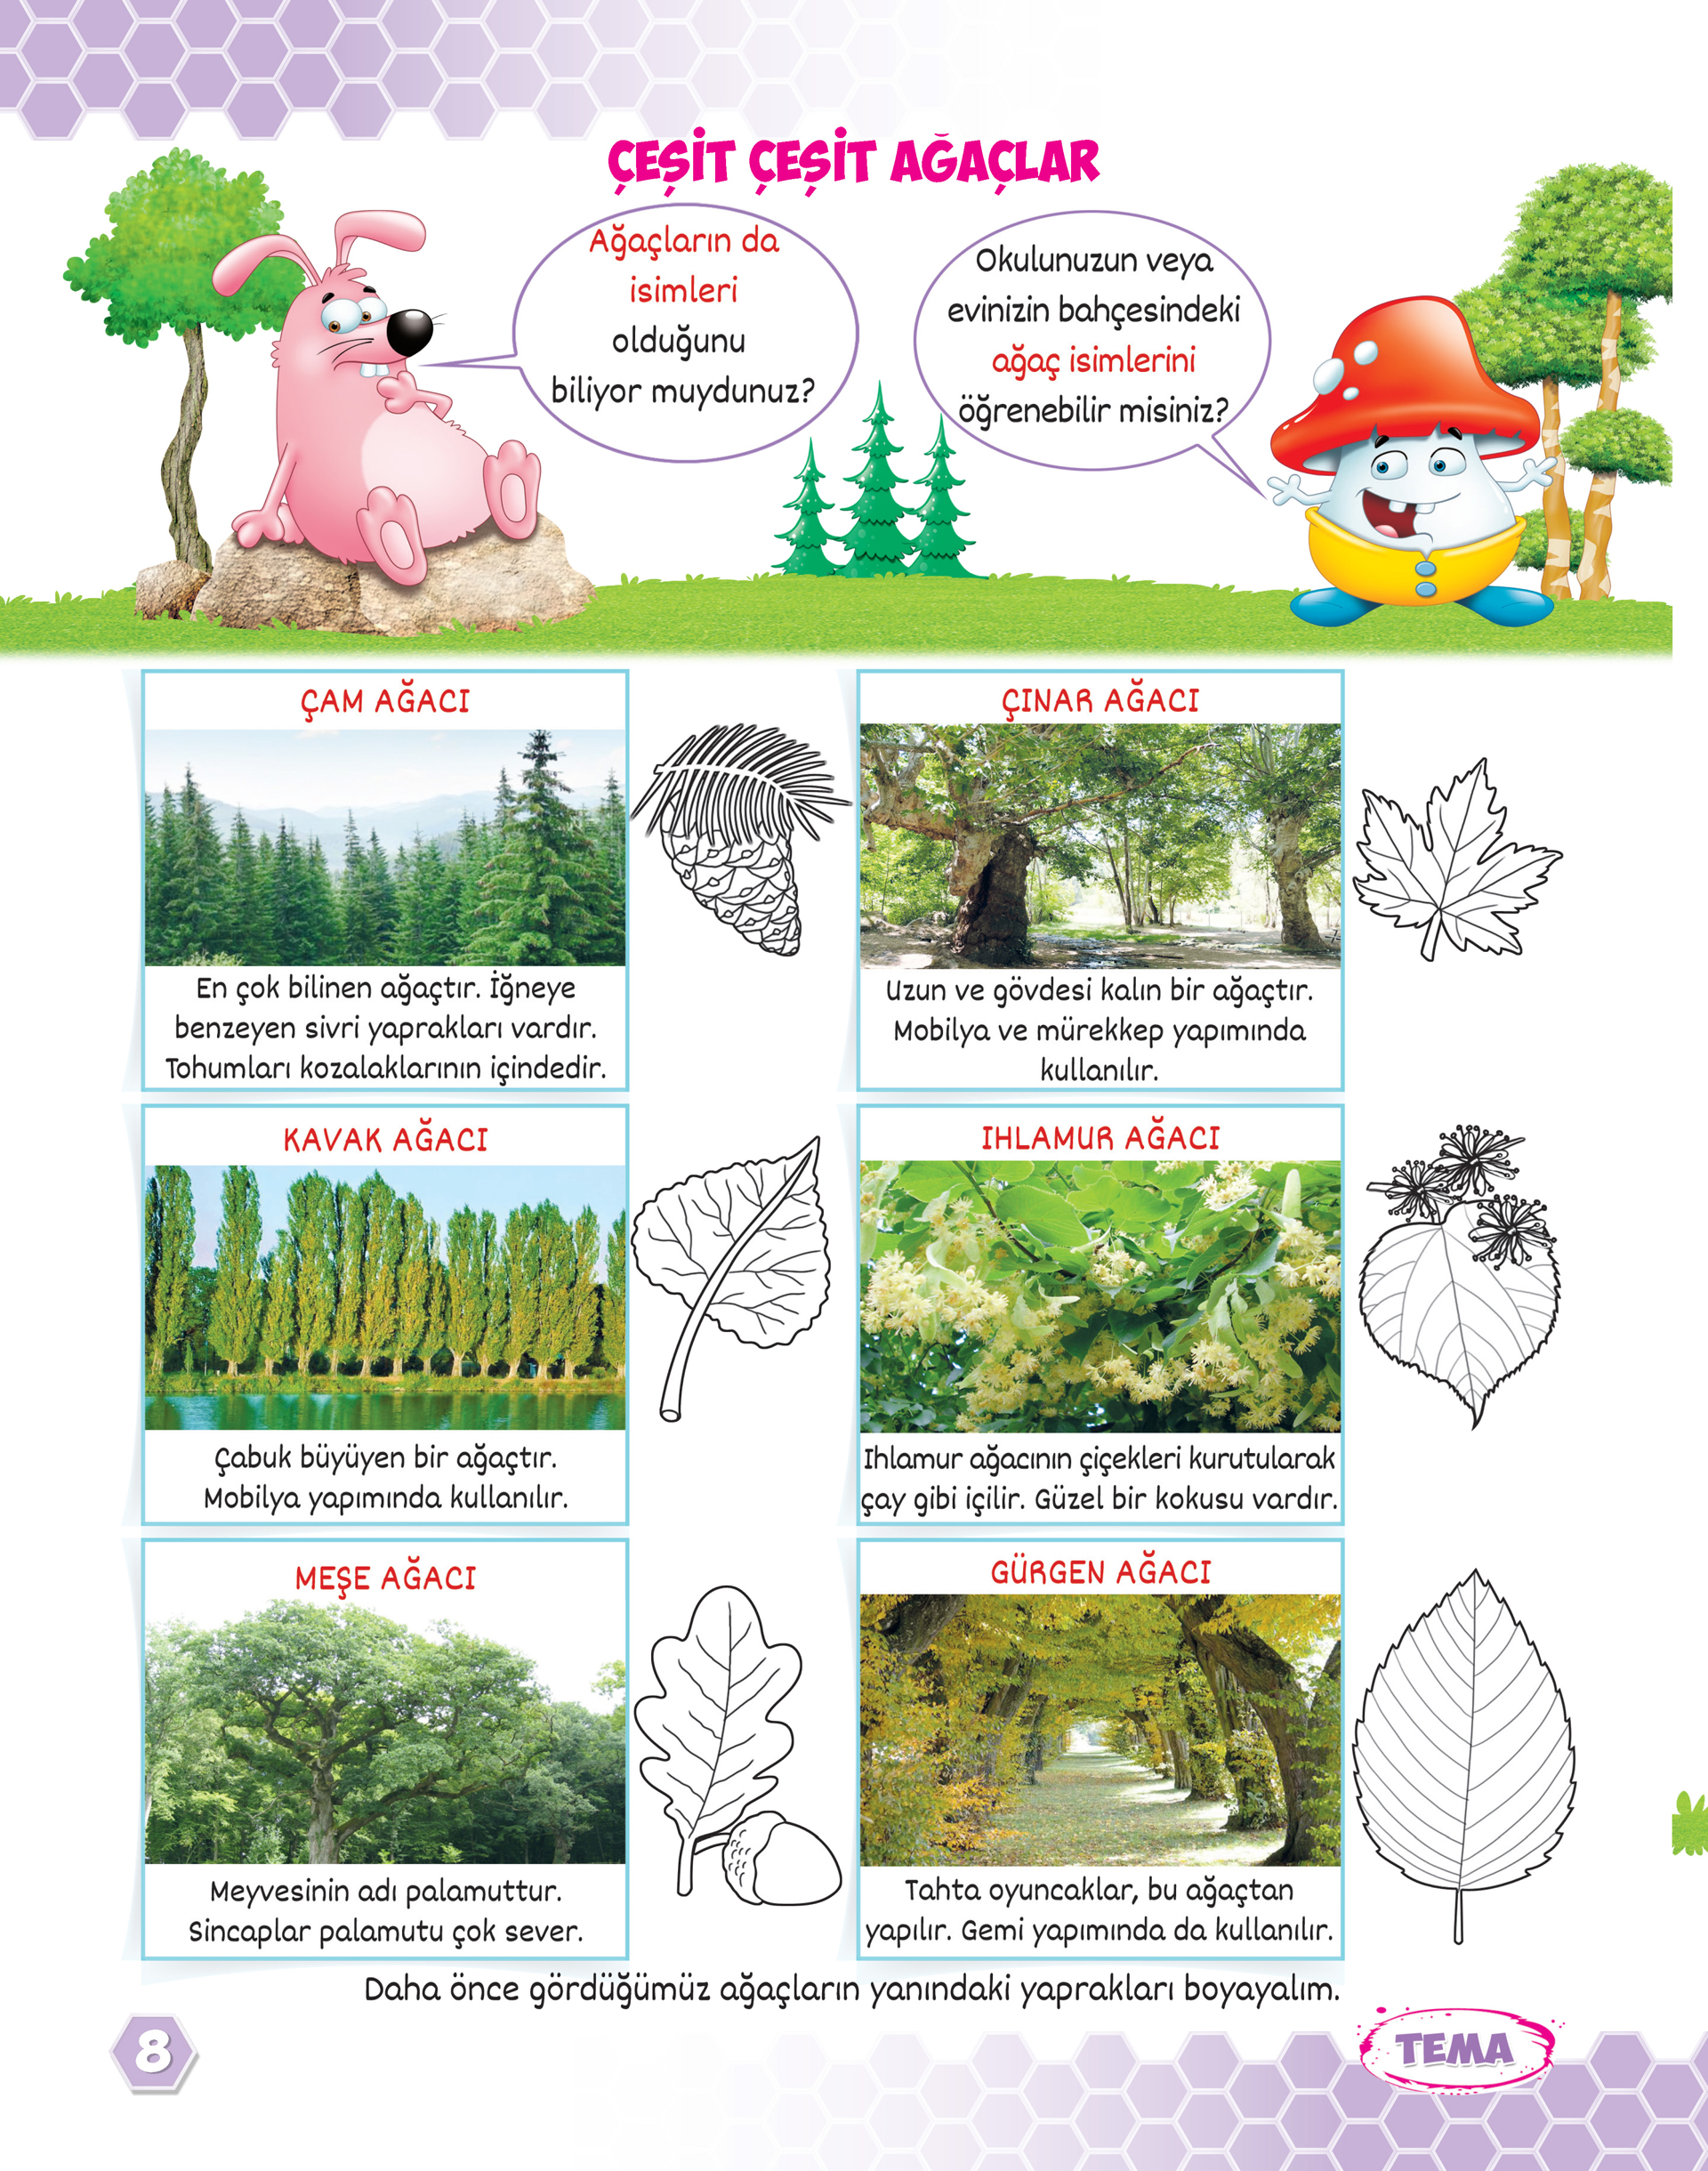 ÇEŞİT ÇEŞİT AĞAÇLAR
Ağaçların da
isimleri
olduğunu
biliyor muydunuz?
Okulunuzun veya
evinizin bahçesindeki
ağaç isimlerini
öğrenebilir misiniz?
ÇAM AĞACI
En çok bilinen ağaçtır. İğneye
benzeyen sivri yaprakları vardır.
Tohumları kozalaklarının içindedir.
ÇINAR AĞACI
Uzun ve gövdesi kalın bir ağaçtır.
Mobilya ve mürekkep yapımında
kullanılır.
KAVAK AĞACI
Çabuk büyüyen bir ağaçtır.
Mobilya yapımında kullanılır.
IHLAMUR AĞACI
Ihlamur ağacının çiçekleri kurutularak
çay gibi içilir. Güzel bir kokusu vardır.
MEŞE AĞACI
Meyvesinin adı palamuttur.
Sincaplar palamutu çok sever.
GÜRGEN AĞACI
Tahta oyuncaklar, bu ağaçtan
yapılır. Gemi yapımında da kullanılır.
Daha önce gördüğümüz ağaçların yanındaki yaprakları boyayalım.
8
TEMA